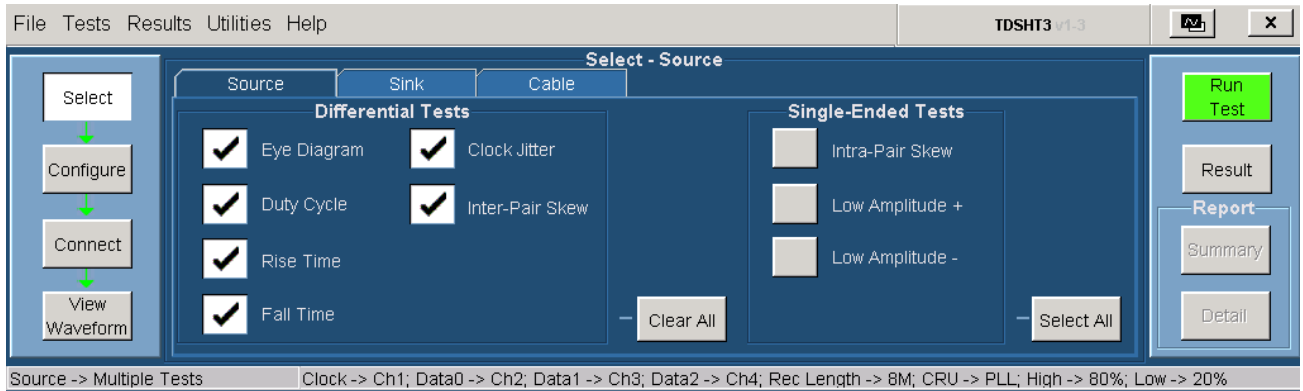 File Tests Results Utilities Help
TDSHT3 v1-3
x
Select
Configure
Connect
View
Waveform
Select - Source
Source Sink Cable
Differential Tests
Eye Diagram Clock Jitter
Duty Cycle Inter-Pair Skew
Rise Time
Fall Time
Clear All
Single-Ended Tests
Intra-Pair Skew
Low Amplitude +
Low Amplitude -
Select All
Run
Test
Result
Report
Summary
Detail
Source -> Multiple Tests
Clock -> Ch1; Data0 -> Ch2; Data1 -> Ch3; Data2 -> Ch4; Rec Length -> 8M; CRU -> PLL; High -> 80%; Low -> 20%